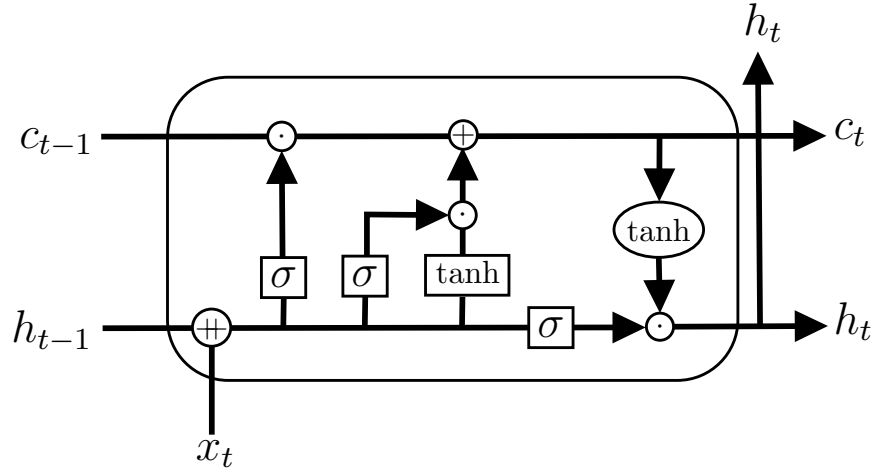 h_t
c_{t−1} · + c_t
· tanh
σ σ tanh
h_{t−1} ++ σ · h_t
x_t